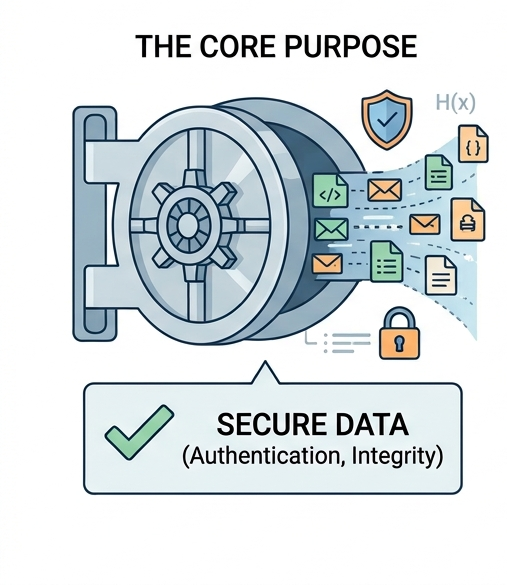 THE CORE PURPOSE
H(x)
{ }
</>
SECURE DATA
(Authentication, Integrity)